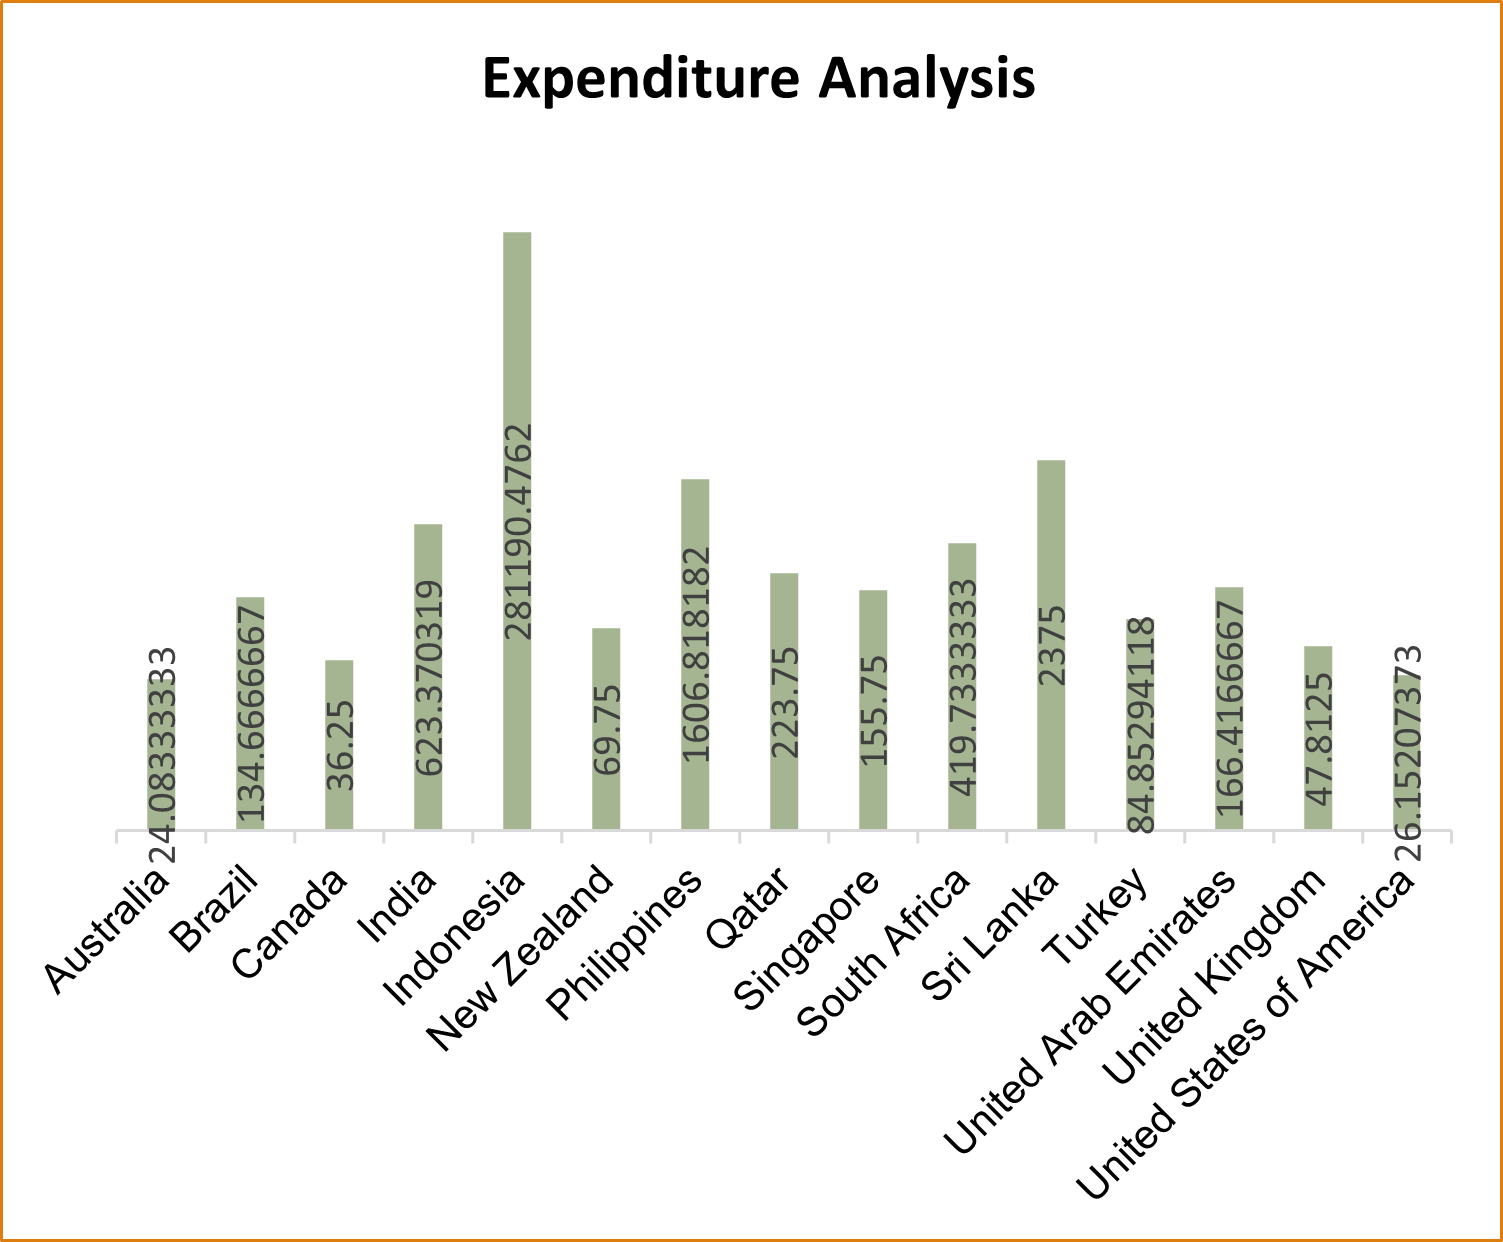 Expenditure Analysis
24.08333333
134.6666667
36.25
623.370319
281190.4762
69.75
1606.818182
223.75
155.75
419.7333333
2375
84.85294118
166.4166667
47.8125
26.15207373
Australia
Brazil
Canada
India
Indonesia
New Zealand
Philippines
Qatar
Singapore
South Africa
Sri Lanka
Turkey
United Arab Emirates
United Kingdom
United States of America